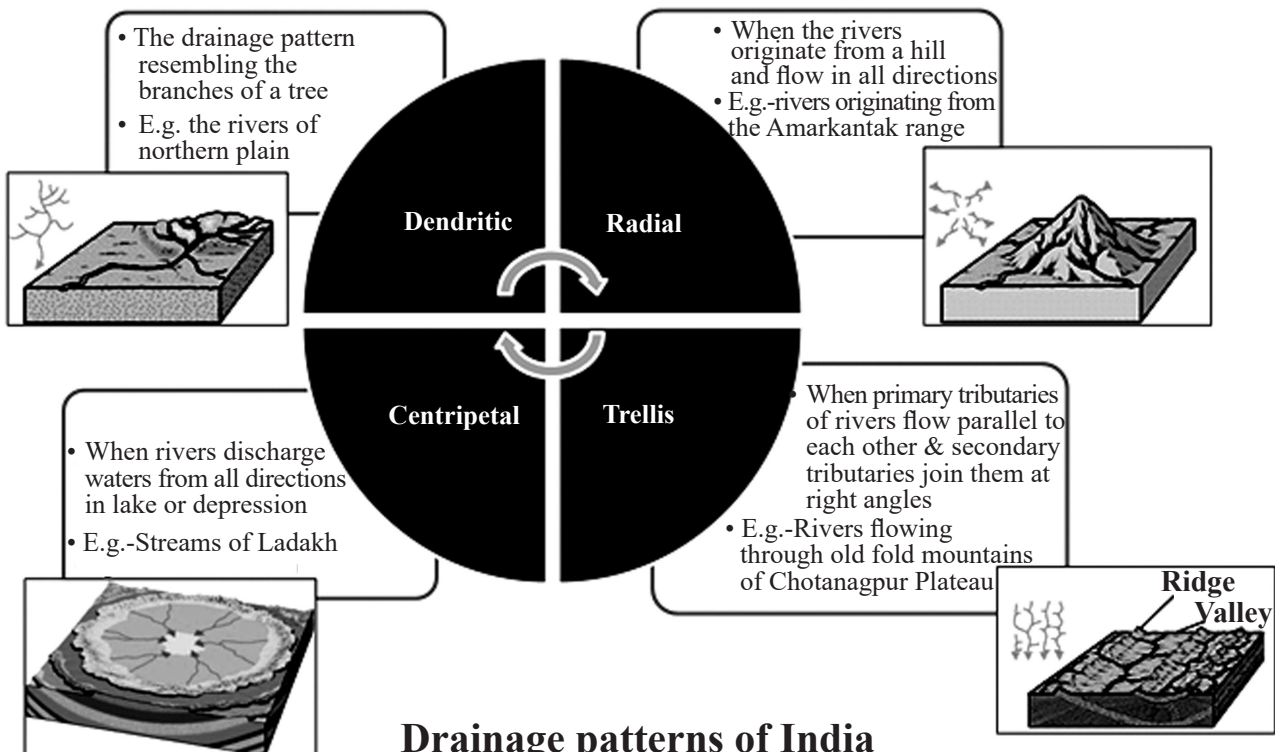 • The drainage pattern
resembling the
branches of a tree
• E.g. the rivers of
northern plain
• When the rivers
originate from a hill
and flow in all directions
• E.g.-rivers originating from
the Amarkantak range
Dendritic
Radial
Centripetal
Trellis
• When rivers discharge
waters from all directions
in lake or depression
• E.g.-Streams of Ladakh
• When primary tributaries
of rivers flow parallel to
each other & secondary
tributaries join them at
right angles
• E.g.-Rivers flowing
through old fold mountains
of Chotanagpur Plateau
Ridge
Valley
Drainage patterns of India